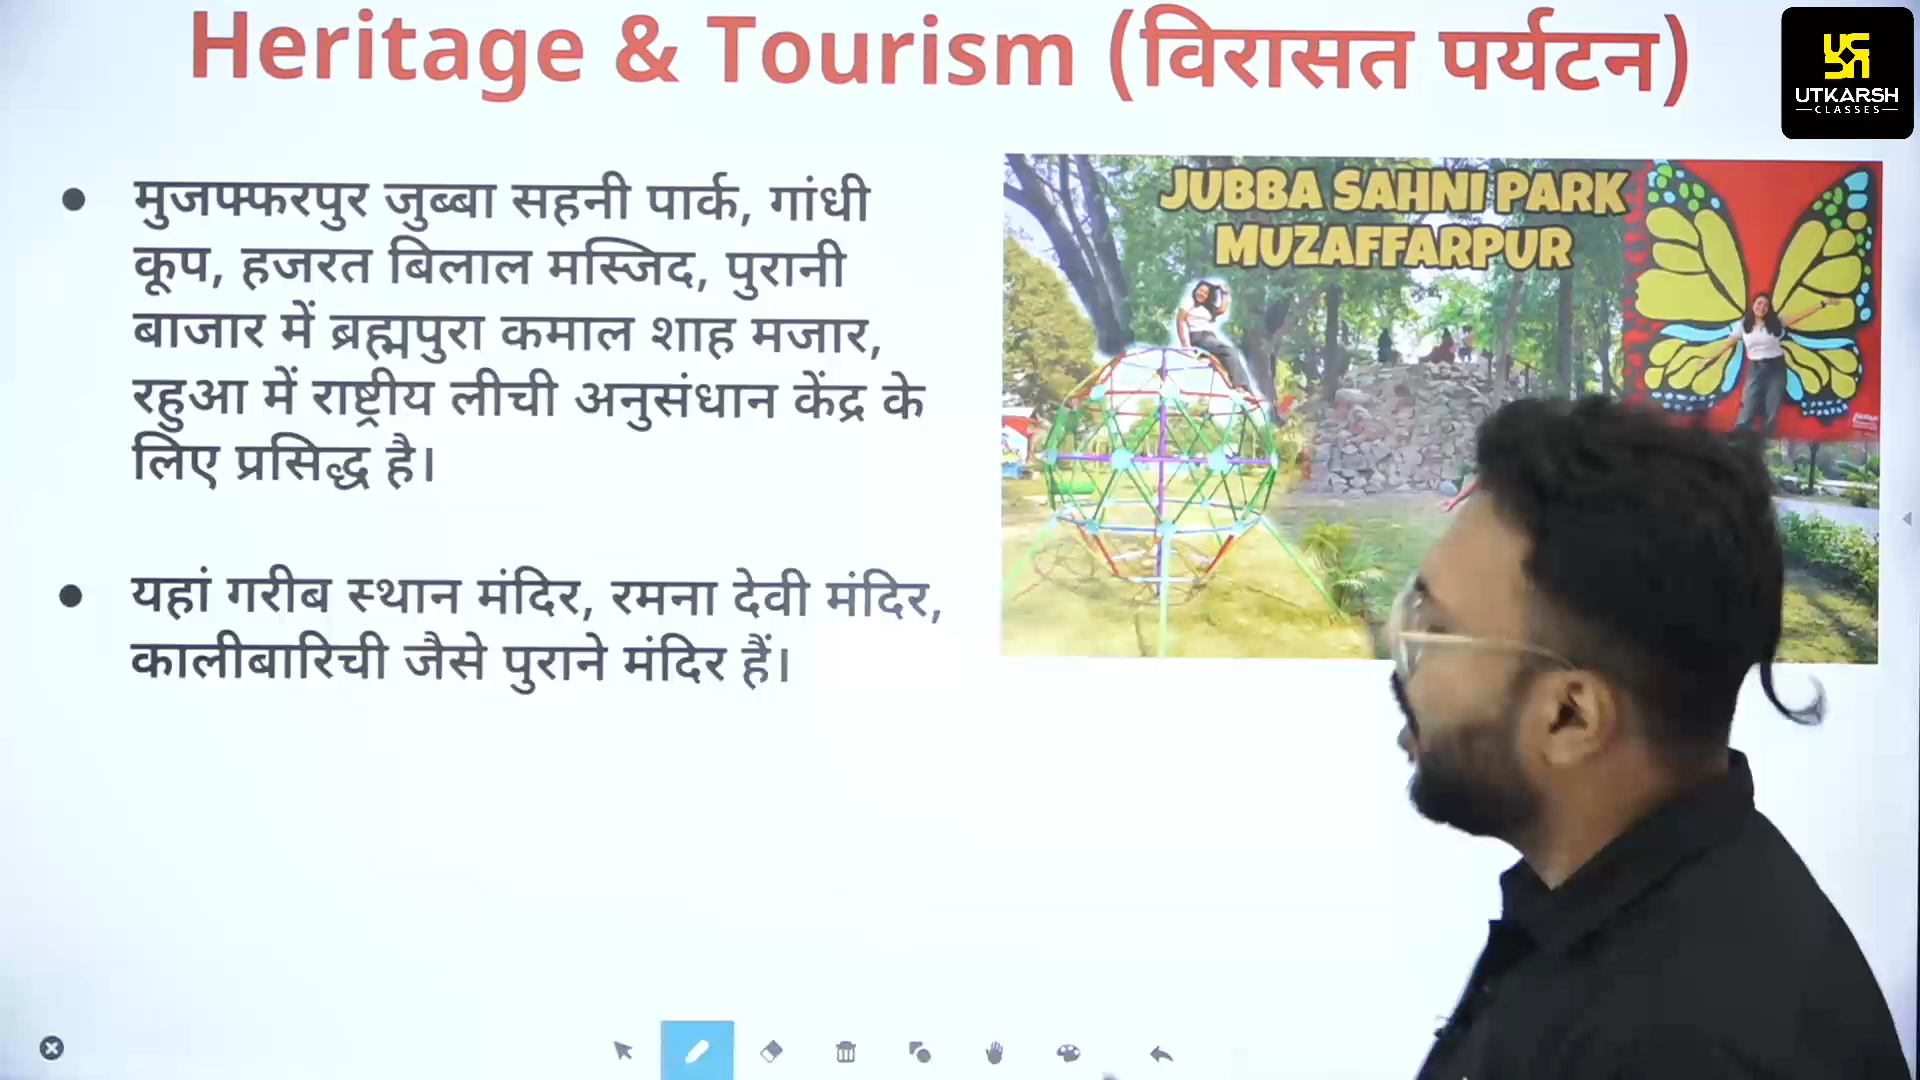 Heritage & Tourism (विरासत पर्यटन)
UTKARSH
CLASSES
• मुजफ्फरपुर जुब्बा सहनी पार्क, गांधी
कूप, हजरत बिलाल मस्जिद, पुरानी
बाजार में ब्रह्मपुरा कमाल शाह मजार,
रहुआ में राष्ट्रीय लीची अनुसंधान केंद्र के
लिए प्रसिद्ध है।
• यहां गरीब स्थान मंदिर, रमना देवी मंदिर,
कालीबारिची जैसे पुराने मंदिर हैं।
JUBBA SAHNI PARK
MUZAFFARPUR